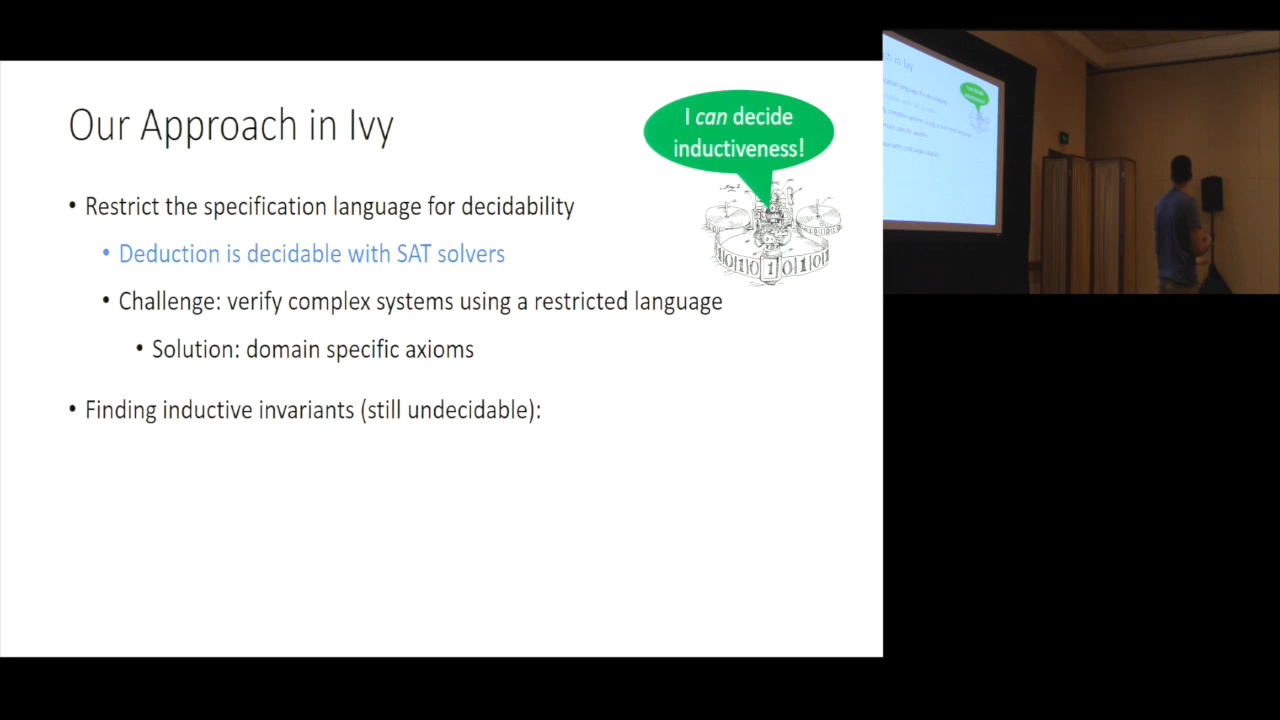 Our Approach in Ivy
I can decide
inductiveness!
• Restrict the specification language for decidability
• Deduction is decidable with SAT solvers
• Challenge: verify complex systems using a restricted language
• Solution: domain specific axioms
• Finding inductive invariants (still undecidable):
101010101